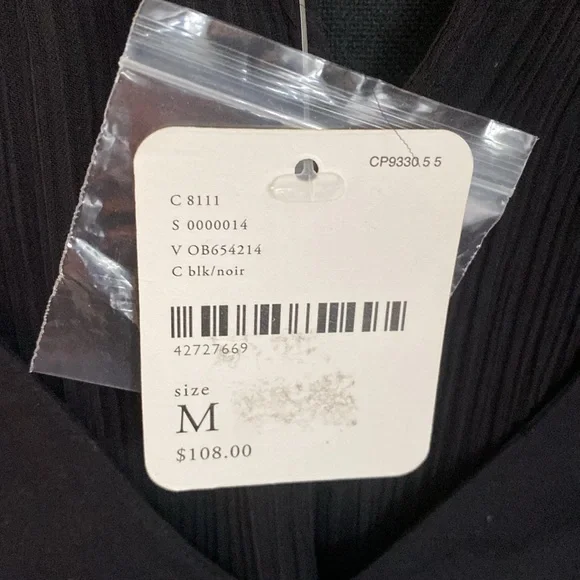 CP9330 5 5
C 8111
S 0000014
V OB654214
C blk/noir
42727669
size
M
$108.00